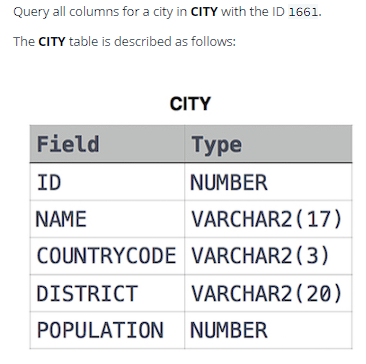 Query all columns for a city in CITY with the ID 1661.
The CITY table is described as follows:
CITY
Field Type
ID NUMBER
NAME VARCHAR2(17)
COUNTRYCODE VARCHAR2(3)
DISTRICT VARCHAR2(20)
POPULATION NUMBER